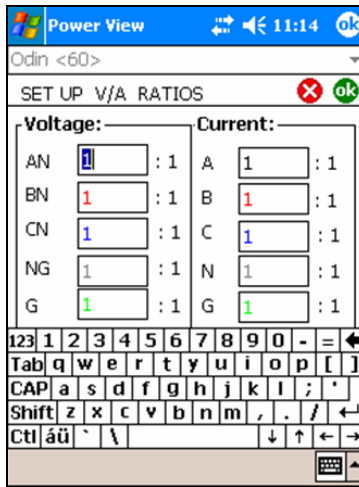 Power View 11:14 ok
Odin <60>
SET UP V/A RATIOS ok
Voltage: Current:
AN 1 : 1 A 1 : 1
BN 1 : 1 B 1 : 1
CN 1 : 1 C 1 : 1
NG 1 : 1 N 1 : 1
G 1 : 1 G 1 : 1
123 1 2 3 4 5 6 7 8 9 0 - =
Tab q w e r t y u i o p [ ]
CAP a s d f g h j k l ; '
Shift z x c v b n m , . /
Ctl áü ` \